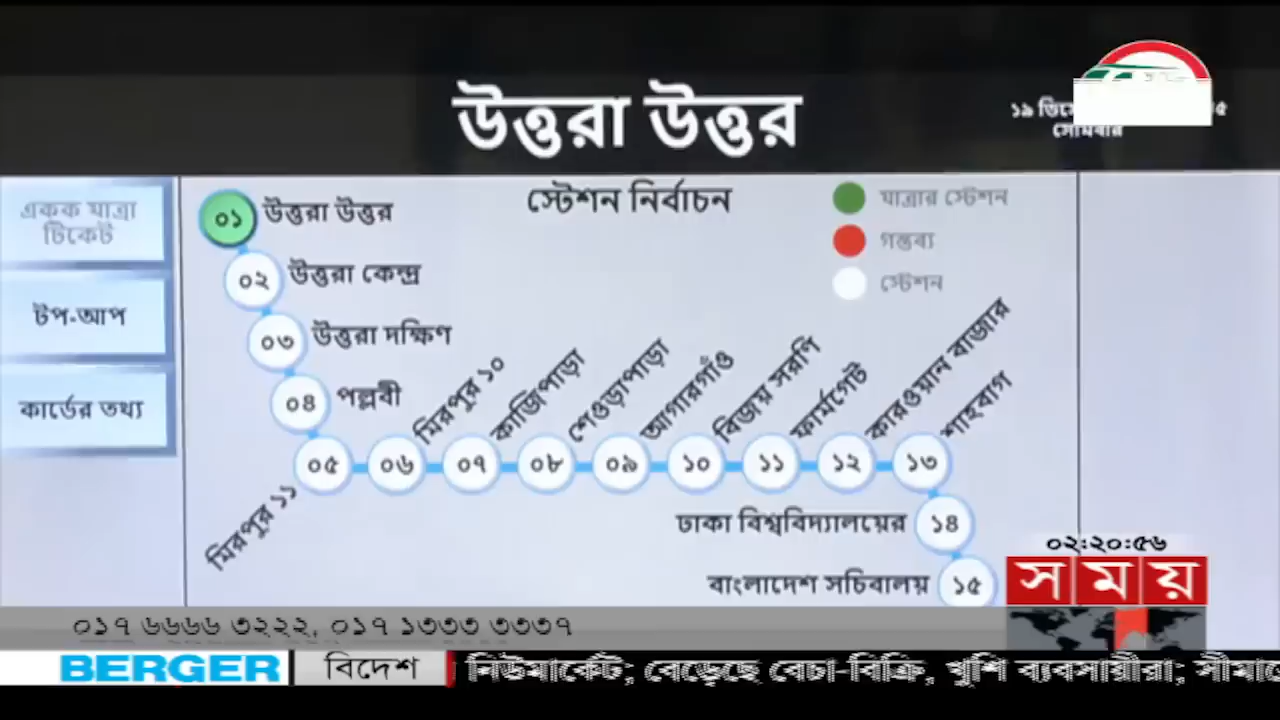 উত্তরা উত্তর
১৯
সোমবার
একক যাত্রা
টিকেট
টপ-আপ
কার্ডের তথ্য
স্টেশন নির্বাচন
যাত্রার স্টেশন
গন্তব্য
স্টেশন
০১ উত্তরা উত্তর
০২ উত্তরা কেন্দ্র
০৩ উত্তরা দক্ষিণ
০৪ পল্লবী
০৫ মিরপুর ১১
০৬ মিরপুর ১০
০৭ কাজিপাড়া
০৮ শেওড়াপাড়া
০৯ আগারগাঁও
১০ বিজয় সরণি
১১ ফার্মগেট
১২ কারওয়ান বাজার
১৩ শাহবাগ
ঢাকা বিশ্ববিদ্যালয়ের ১৪
বাংলাদেশ সচিবালয় ১৫
০২:২০:৫৬
সময়
০১৭ ৬৬৬৬ ৩২২২, ০১৭ ১৩৩৩ ৩৩৩৭
BERGER বিদেশ নিউমার্কেট; বেড়েছে বেচা-বিক্রি, খুশি ব্যবসায়ীরা;